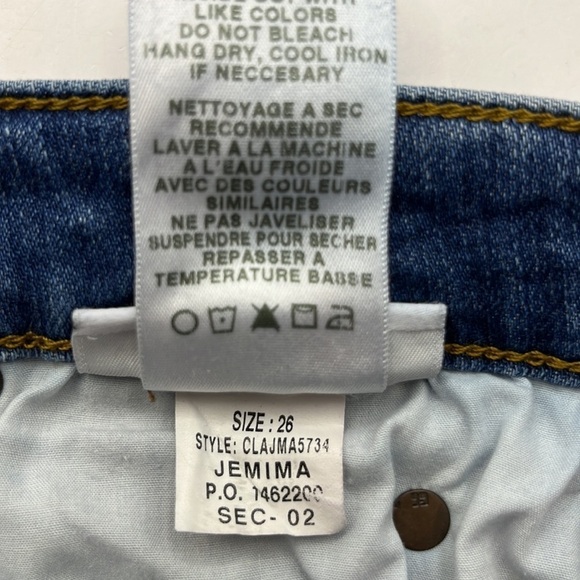 LIKE COLORS
DO NOT BLEACH
HANG DRY, COOL IRON
IF NECCESARY
NETTOYAGE A SEC
RECOMMENDE
LAVER A LA MACHINE
A L'EAU FROIDE
AVEC DES COULEURS
SIMILAIRES
NE PAS JAVELISER
SUSPENDRE POUR SECHER
REPASSER A
TEMPERATURE BASSE
SIZE : 26
STYLE: CLAJMA5734
JEMIMA
P.O. 1462200
SEC- 02